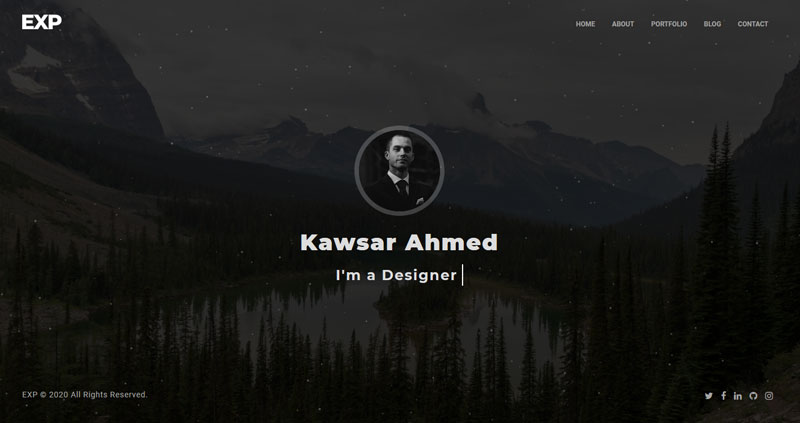 EXP
HOME ABOUT PORTFOLIO BLOG CONTACT
Kawsar Ahmed
I'm a Designer
EXP © 2020 All Rights Reserved.